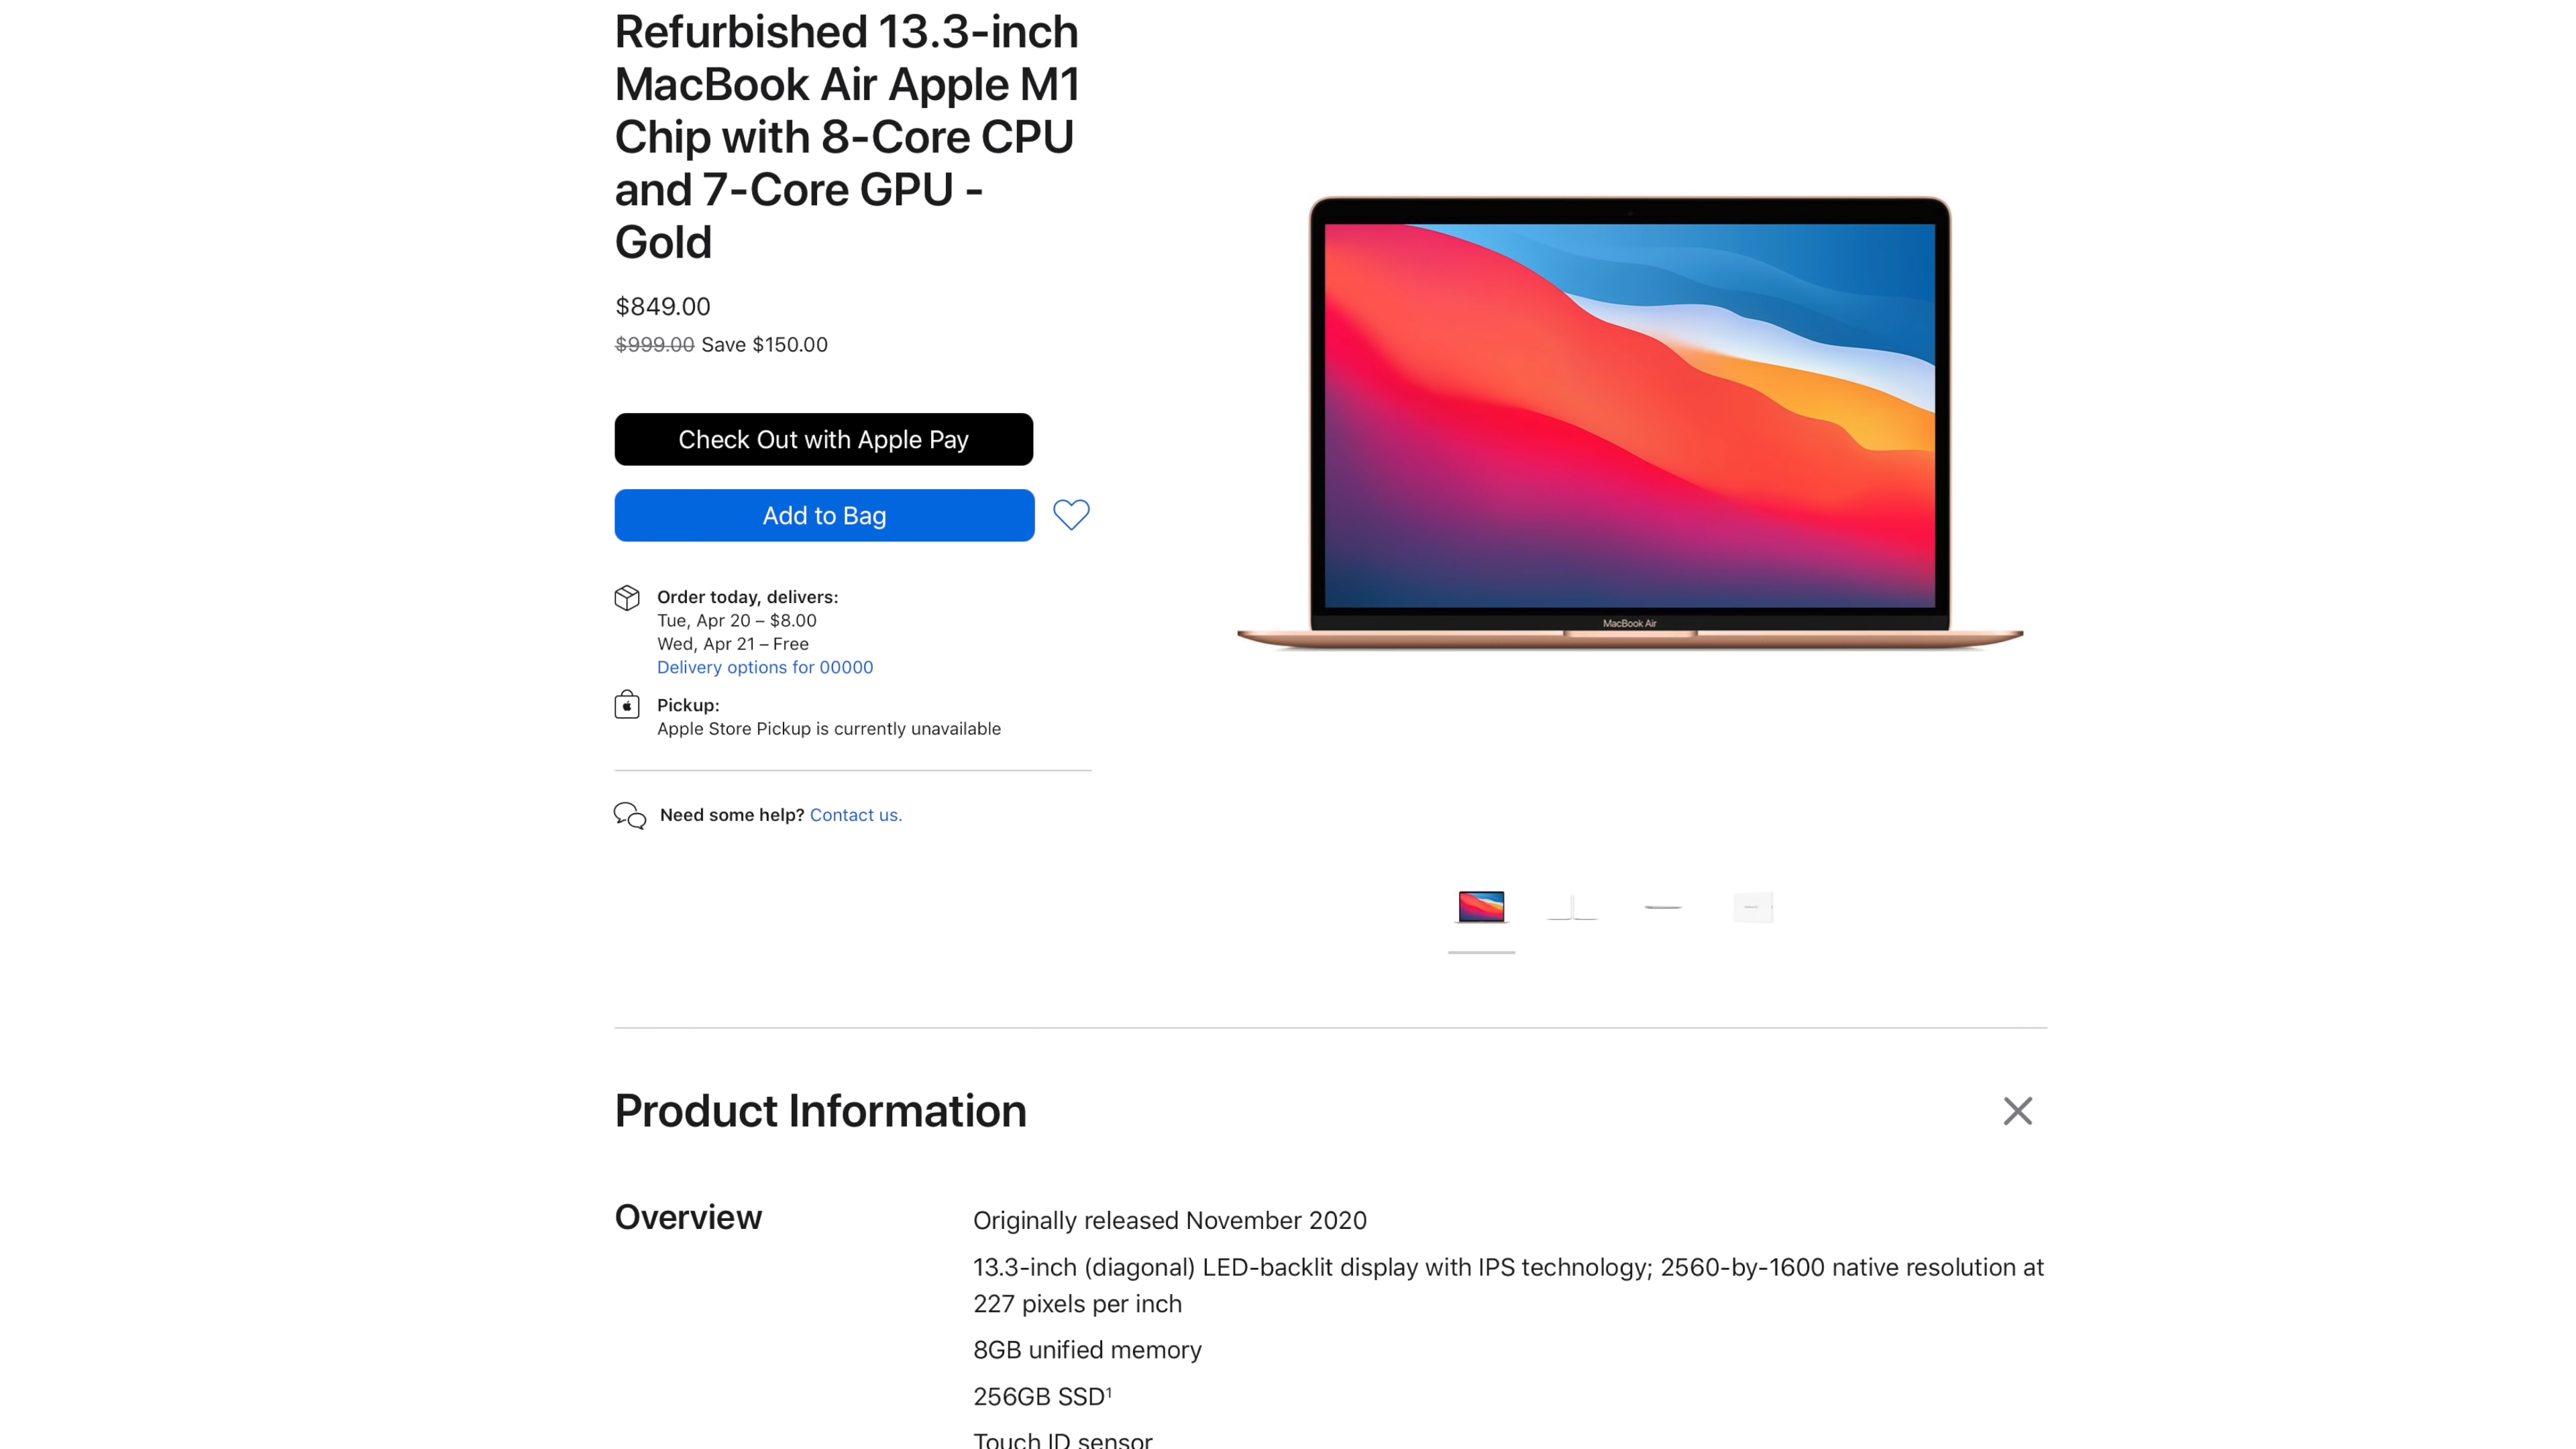 Refurbished 13.3-inch
MacBook Air Apple M1
Chip with 8-Core CPU
and 7-Core GPU -
Gold
$849.00
$999.00 Save $150.00
Check Out with Apple Pay
Add to Bag
Order today, delivers:
Tue, Apr 20 – $8.00
Wed, Apr 21 – Free
Delivery options for 00000
Pickup:
Apple Store Pickup is currently unavailable
Need some help? Contact us.
MacBook Air
Product Information
Overview
Originally released November 2020
13.3-inch (diagonal) LED-backlit display with IPS technology; 2560-by-1600 native resolution at
227 pixels per inch
8GB unified memory
256GB SSD¹
Touch ID sensor